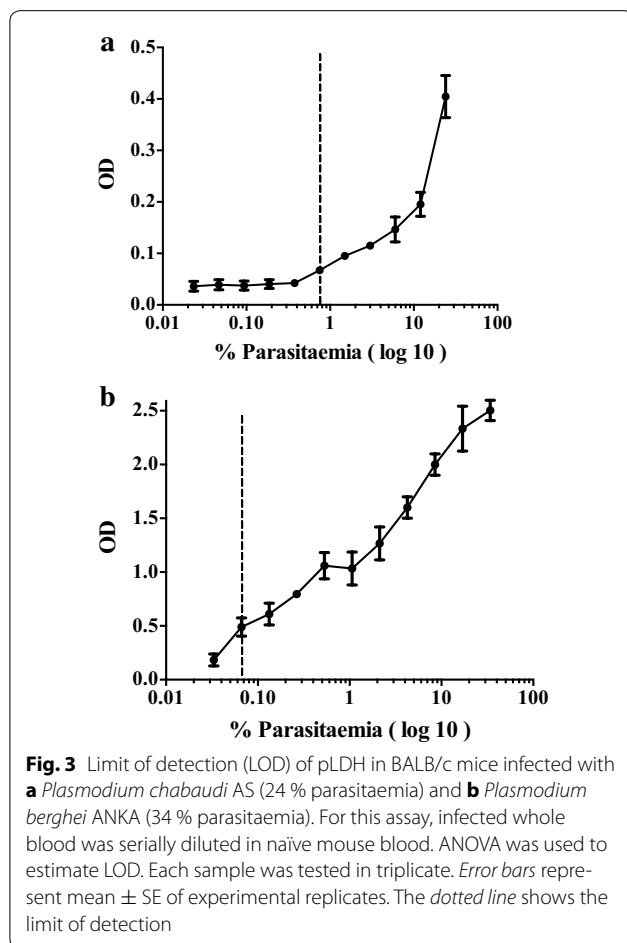 a
0.5
0.4
0.3
0.2
0.1
0.0
OD
0.01 0.10 1 10 100
% Parasitaemia ( log 10 )
b
2.5
2.0
1.5
1.0
0.5
0.0
OD
0.01 0.10 1 10 100
% Parasitaemia ( log 10 )
Fig. 3 Limit of detection (LOD) of pLDH in BALB/c mice infected with
a Plasmodium chabaudi AS (24 % parasitaemia) and b Plasmodium
berghei ANKA (34 % parasitaemia). For this assay, infected whole
blood was serially diluted in naïve mouse blood. ANOVA was used to
estimate LOD. Each sample was tested in triplicate. Error bars repre-
sent mean ± SE of experimental replicates. The dotted line shows the
limit of detection